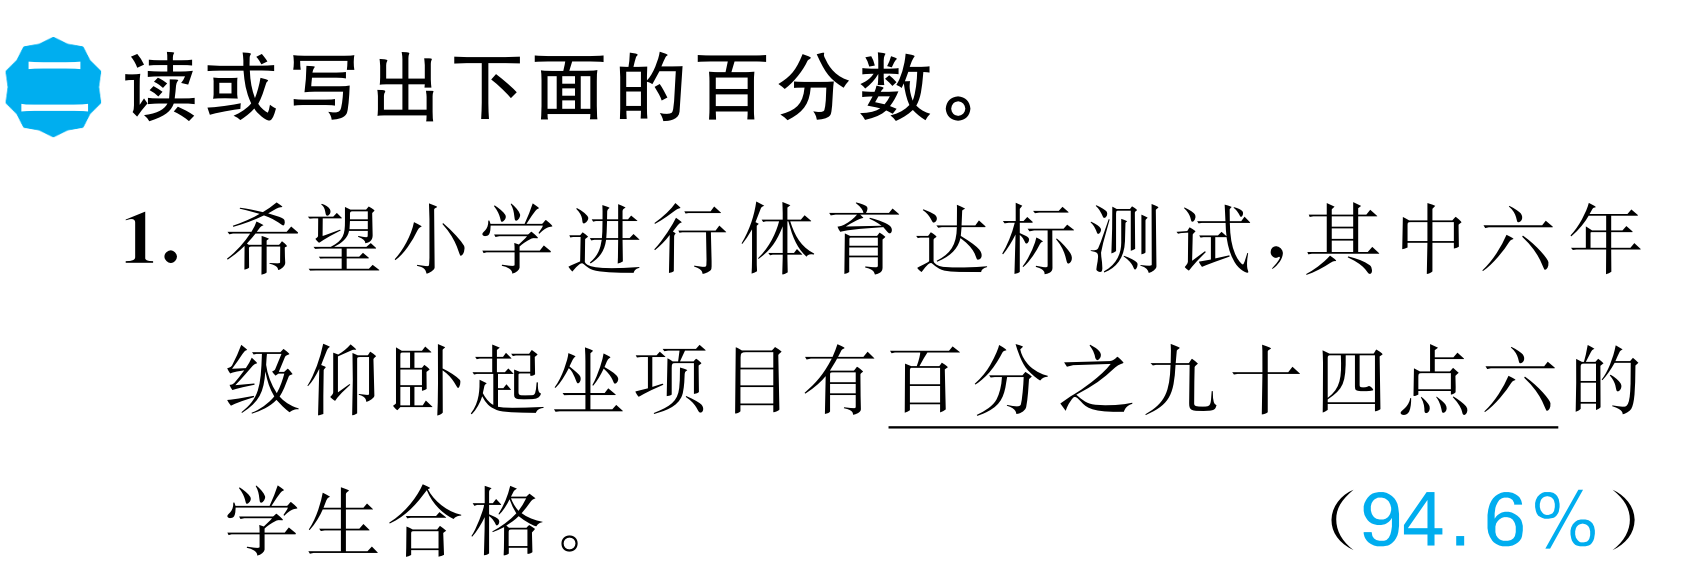 二 读或写出下面的百分数。
1. 希望小学进行体育达标测试,其中六年
级仰卧起坐项目有百分之九十四点六的
学生合格。 (94.6%)